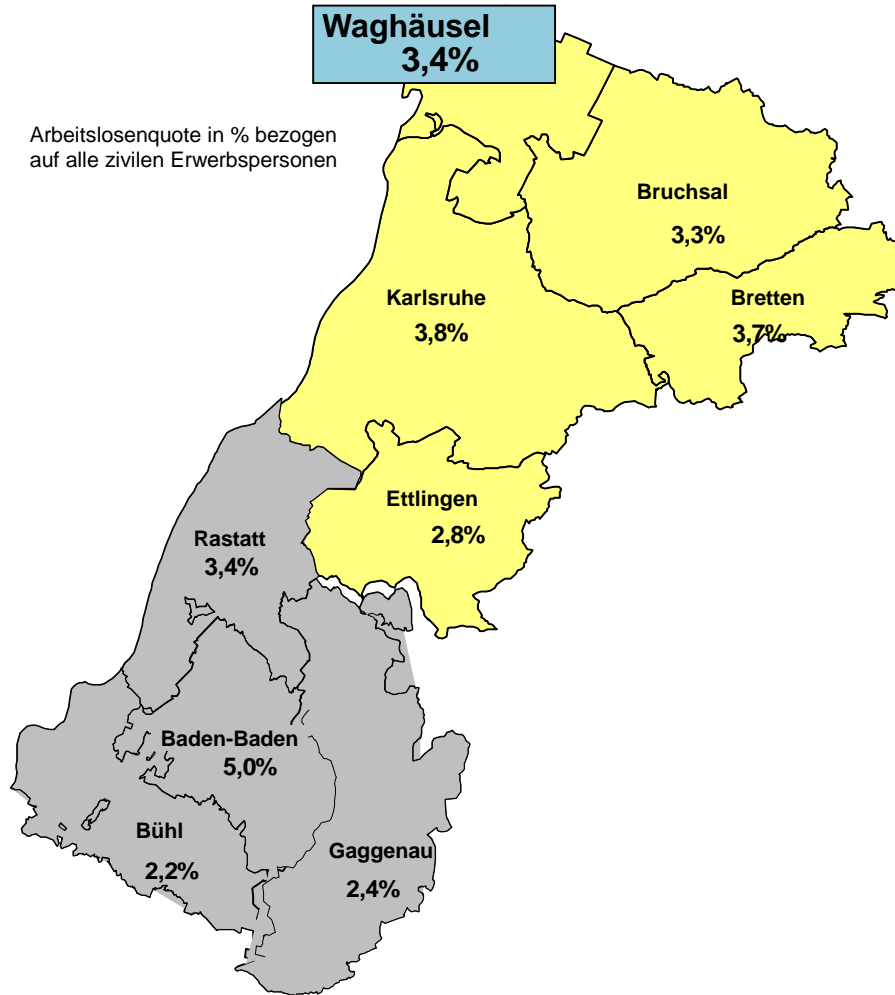 Waghäusel
3,4%
Arbeitslosenquote in % bezogen
auf alle zivilen Erwerbspersonen
Bruchsal
3,3%
Karlsruhe
3,8%
Bretten
3,7%
Ettlingen
2,8%
Rastatt
3,4%
Baden-Baden
5,0%
Bühl
2,2%
Gaggenau
2,4%